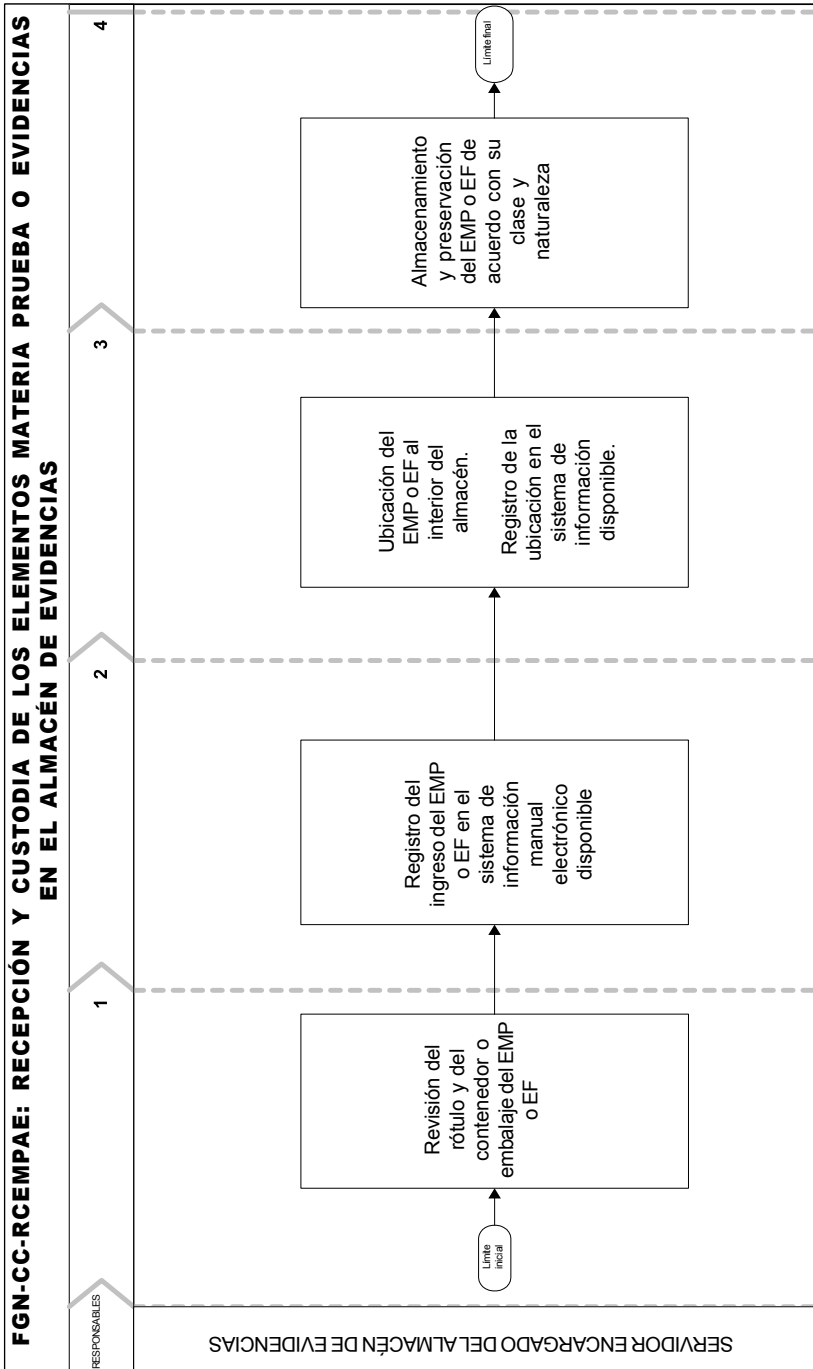 FGN-CC-RCEMPAE: RECEPCIÓN Y CUSTODIA DE LOS ELEMENTOS MATERIA PRUEBA O EVIDENCIAS
EN EL ALMACÉN DE EVIDENCIAS
RESPONSABLES
1
2
3
4
SERVIDOR ENCARGADO DEL ALMACÉN DE EVIDENCIAS
Límite
inicial
Revisión del
rótulo y del
contenedor o
embalaje del EMP
o EF
Registro del
ingreso del EMP
o EF en el
sistema de
información
manual
electrónico
disponible
Ubicación del
EMP o EF al
interior del
almacén.
Registro de la
ubicación en el
sistema de
información
disponible.
Almacenamiento
y preservación
del EMP o EF de
acuerdo con su
clase y
naturaleza
Límite final